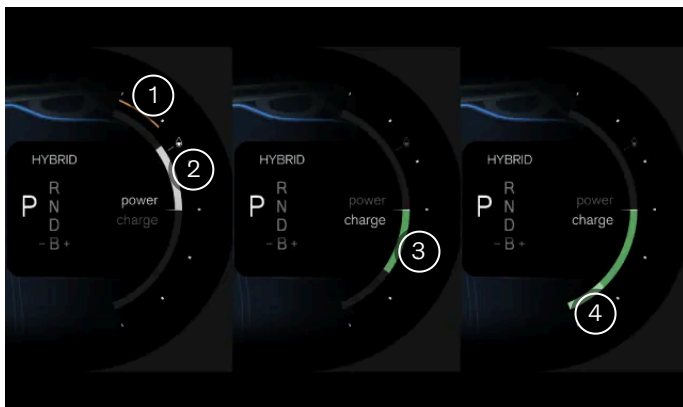 1
2
HYBRID
P
R
N
D
- B +
power
charge
HYBRID
P
R
N
D
- B +
power
charge
3
HYBRID
P
R
N
D
- B +
power
charge
4